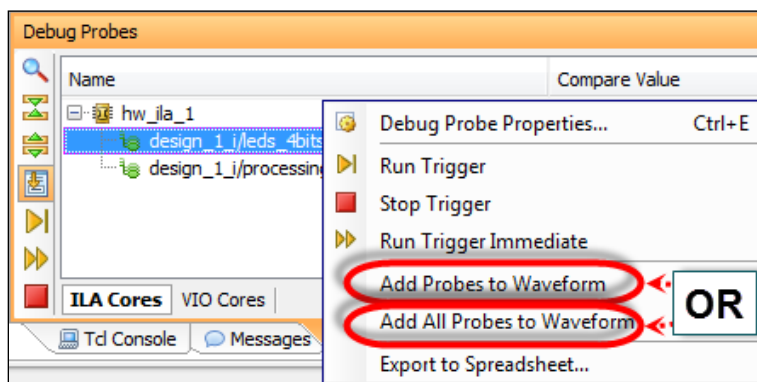 Debug Probes
Name Compare Value
hw_ila_1
design_1_i/leds_4bits
design_1_i/processing
Debug Probe Properties... Ctrl+E
Run Trigger
Stop Trigger
Run Trigger Immediate
Add Probes to Waveform
Add All Probes to Waveform
OR
Export to Spreadsheet...
ILA Cores VIO Cores
Tcl Console Messages